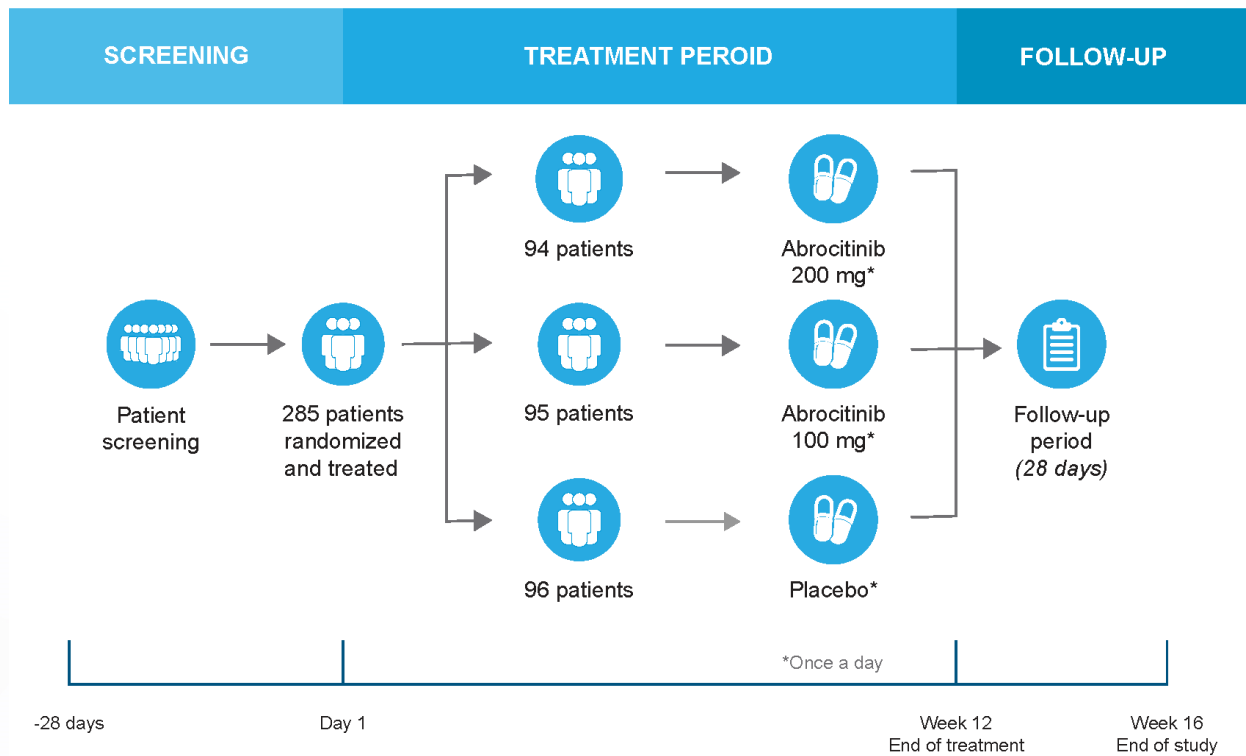 SCREENING
TREATMENT PEROID
FOLLOW-UP
94 patients
Abrocitinib
200 mg*
Patient
screening
285 patients
randomized
and treated
95 patients
Abrocitinib
100 mg*
Follow-up
period
(28 days)
96 patients
Placebo*
*Once a day
-28 days
Day 1
Week 12
End of treatment
Week 16
End of study